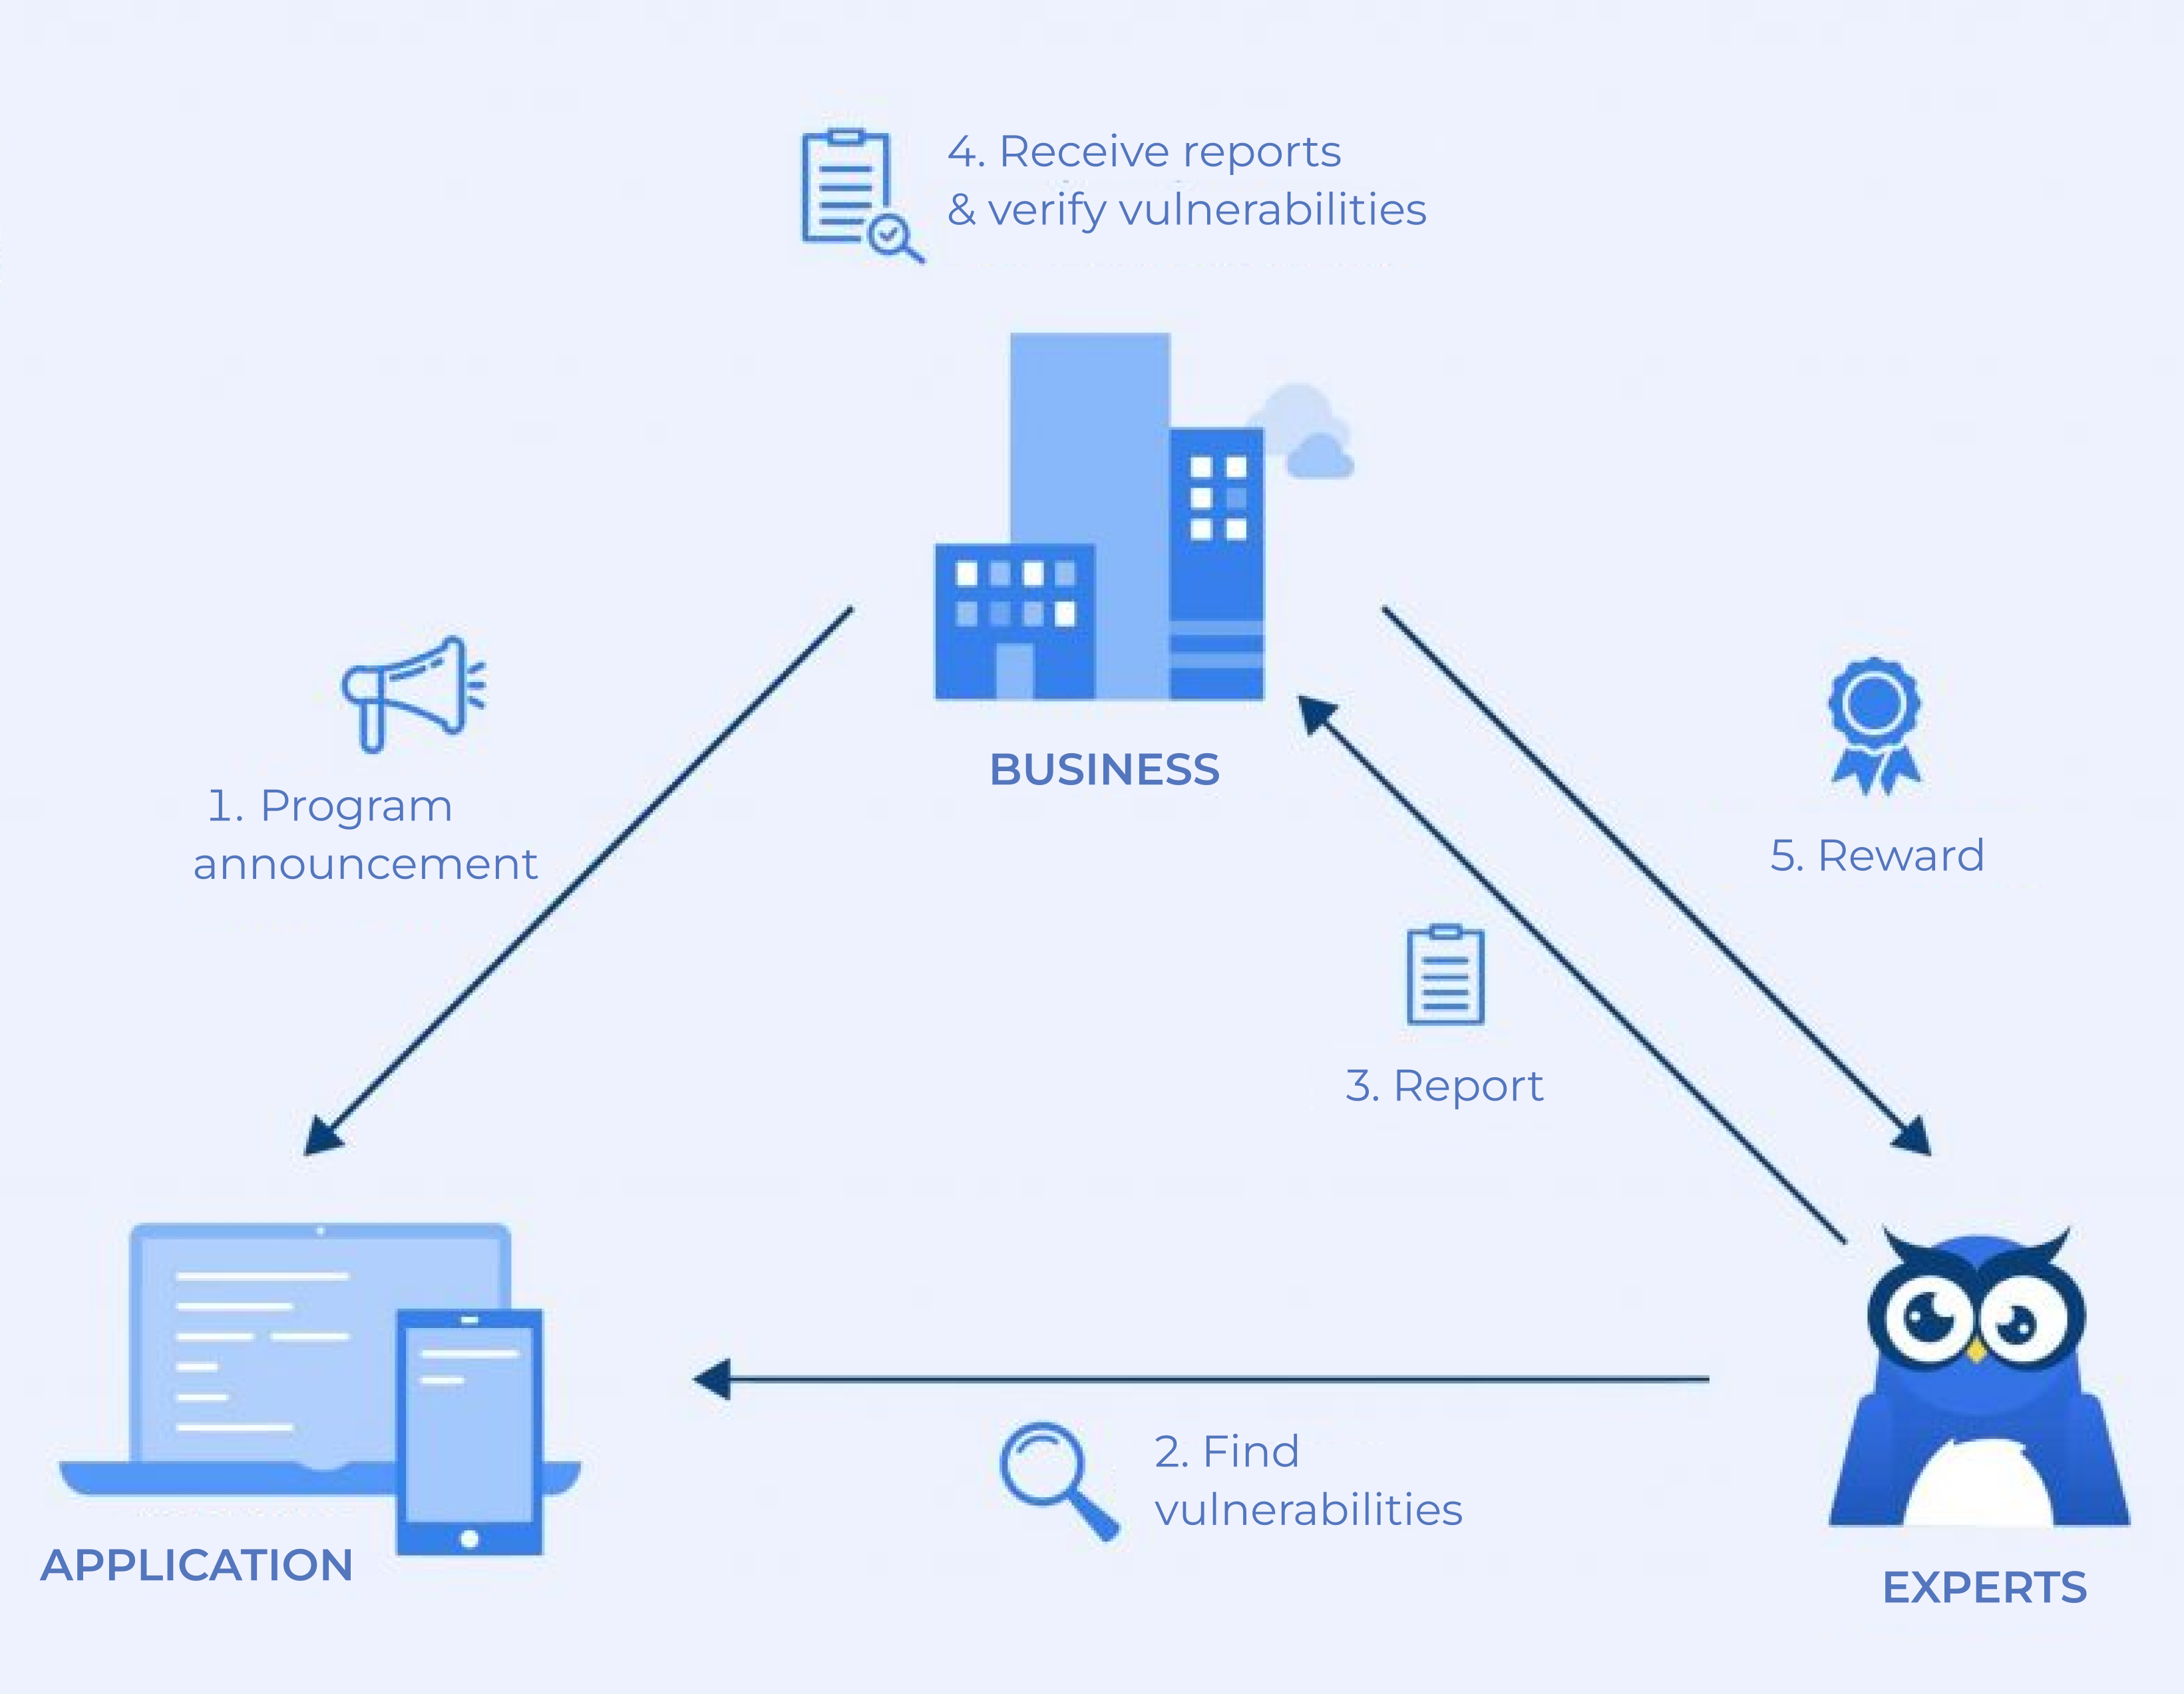 4. Receive reports
& verify vulnerabilities
BUSINESS
1. Program
announcement
5. Reward
3. Report
2. Find
vulnerabilities
APPLICATION
EXPERTS